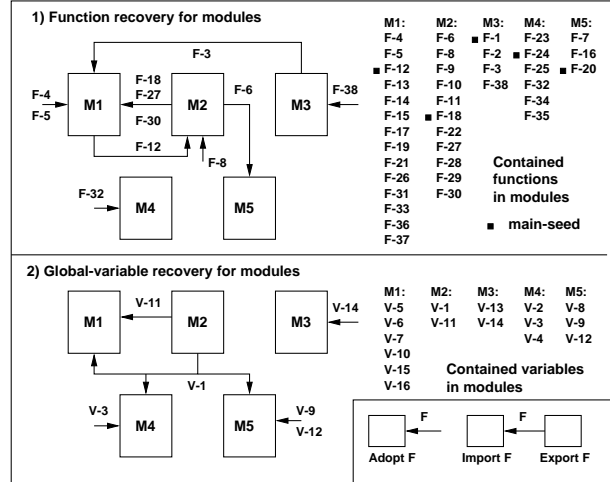 1) Function recovery for modules
F-3
F-18
F-27
F-30
F-6
F-4
F-5
M1
M2
M3
F-38
F-12
F-8
F-32
M4
M5
M1: M2: M3: M4: M5:
F-4 F-6 F-1 F-23 F-7
F-5 F-8 F-2 F-24 F-16
F-12 F-9 F-3 F-25 F-20
F-13 F-10 F-38 F-32
F-14 F-11 F-34
F-15 F-18 F-35
F-17 F-22
F-19 F-27
F-21 F-28
F-26 F-29
F-31 F-30
F-33
F-36
F-37
Contained
functions
in modules
main-seed
2) Global-variable recovery for modules
V-11
V-14
M1
M2
M3
V-1
V-3
M4
M5
V-9
V-12
M1: M2: M3: M4: M5:
V-5 V-1 V-13 V-2 V-8
V-6 V-11 V-14 V-3 V-9
V-7 V-4 V-12
V-10
V-15
V-16
Contained variables
in modules
F
F
Adopt F
Import F
Export F